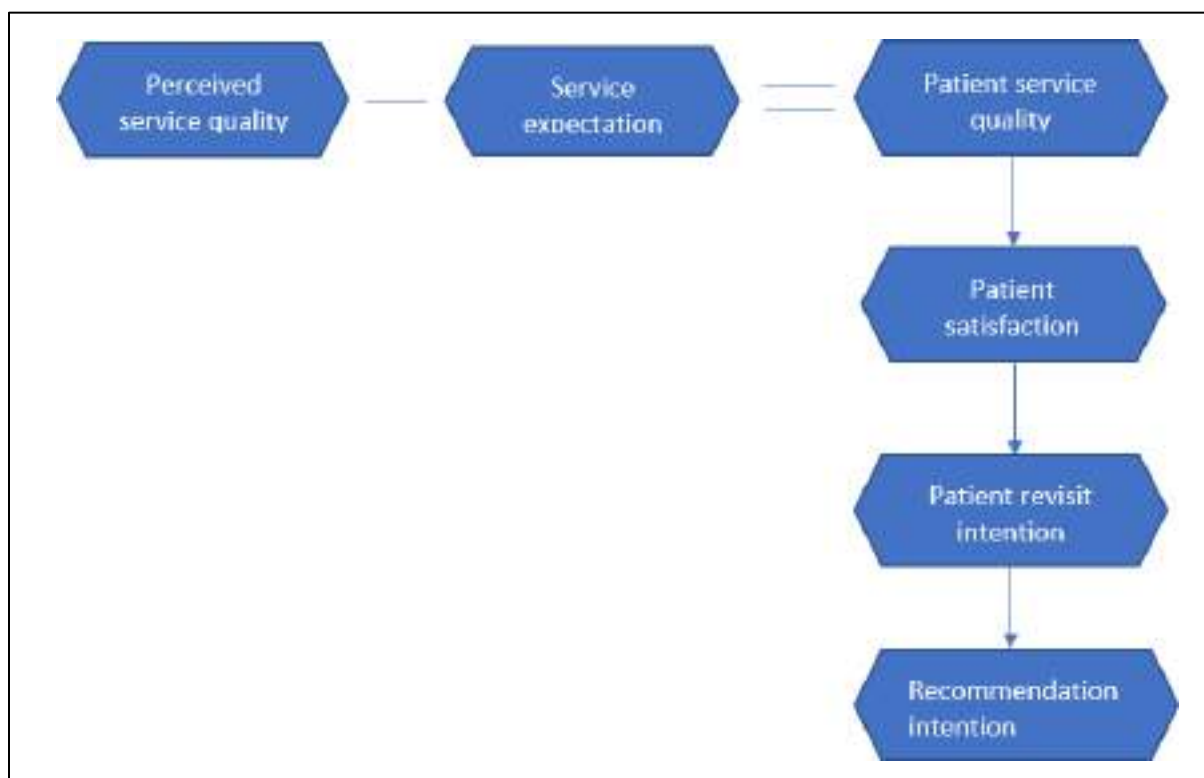 Perceived
service quality
Service
expectation
Patient service
quality
Patient
satisfaction
Patient revisit
intention
Recommendation
intention